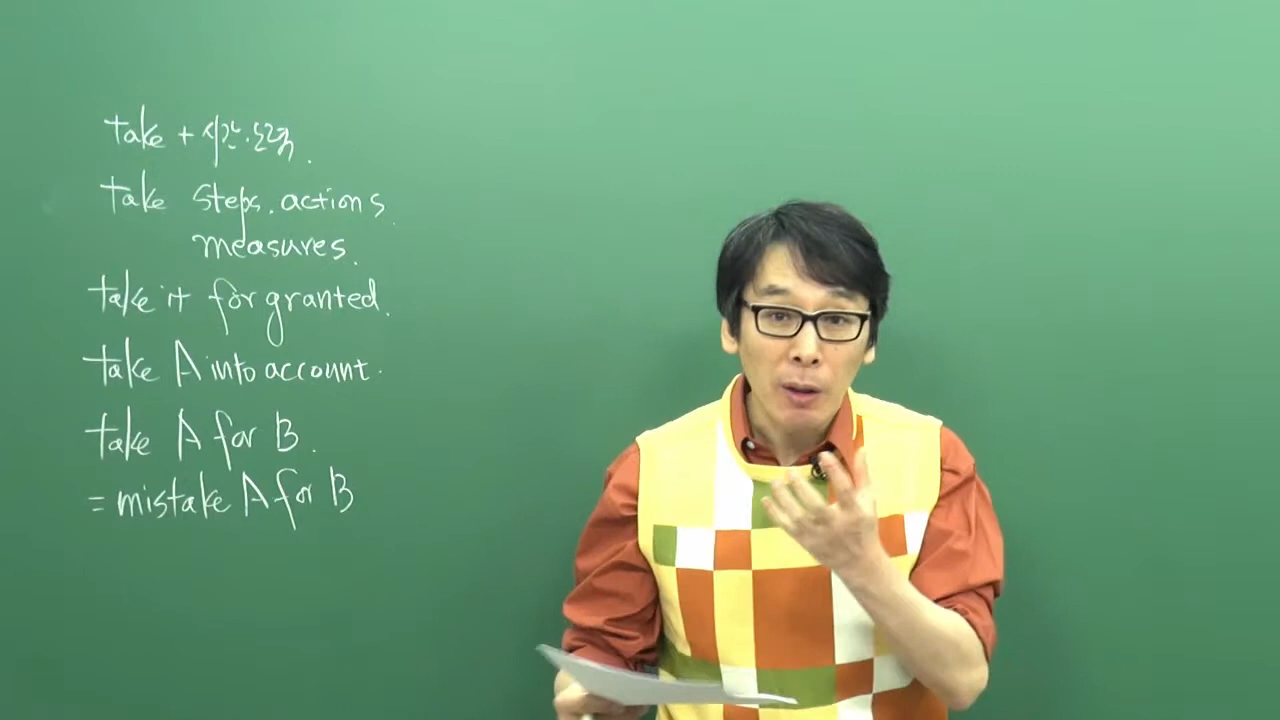 take + 시간.노력.
take steps. actions.
measures.
take it for granted.
take A into account.
take A for B.
= mistake A for B